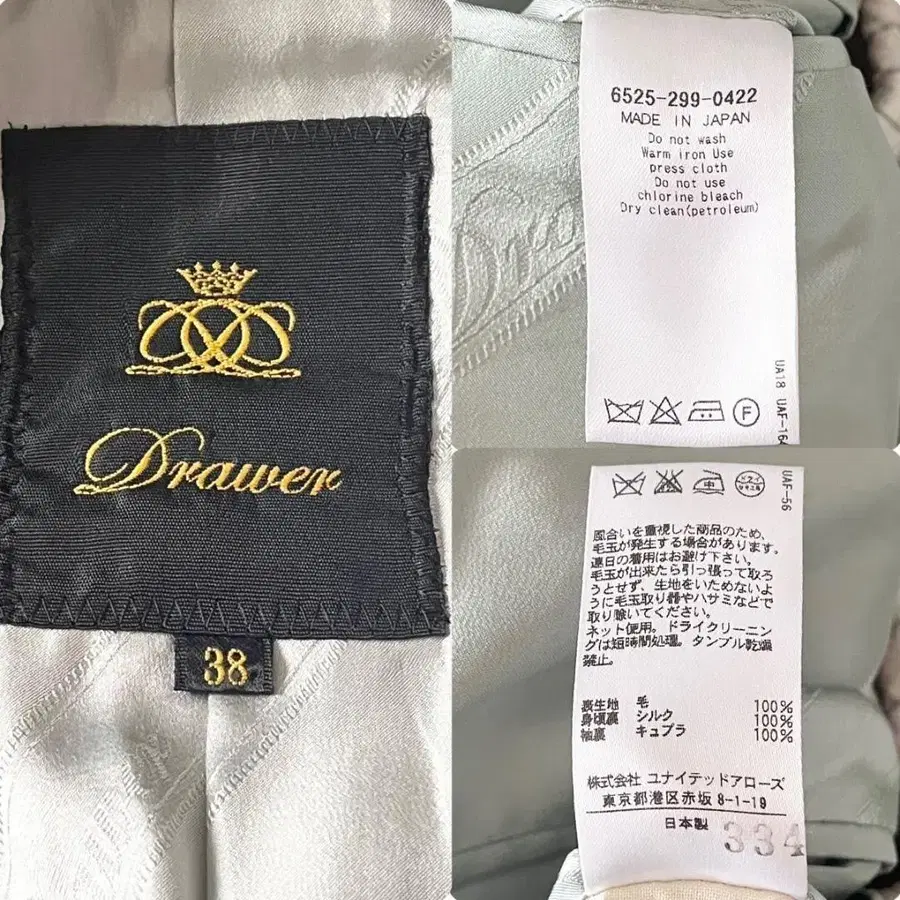 Drawer
38
6525-299-0422
MADE IN JAPAN
Do not wash
Warm iron Use
press cloth
Do not use
chlorine bleach
Dry clean(petroleum)
F
UA18 UAF-164
UAF-56
中
ドライ
セキユ系
風合いを重視した商品のため、
毛玉が発生する場合があります。
連日の着用はお避け下さい。
毛玉が出来たら引っ張って取ろ
うとせず、生地をいためないよ
うに毛玉取り器やハサミなどで
取り除いてください。
ネット使用。ドライクリーニン
グは短時間処理。タンブル乾燥
禁止。
表生地 毛 100%
身頃裏 シルク 100%
袖裏 キュプラ 100%
株式会社 ユナイテッドアローズ
東京都港区赤坂 8-1-19
日本製
334